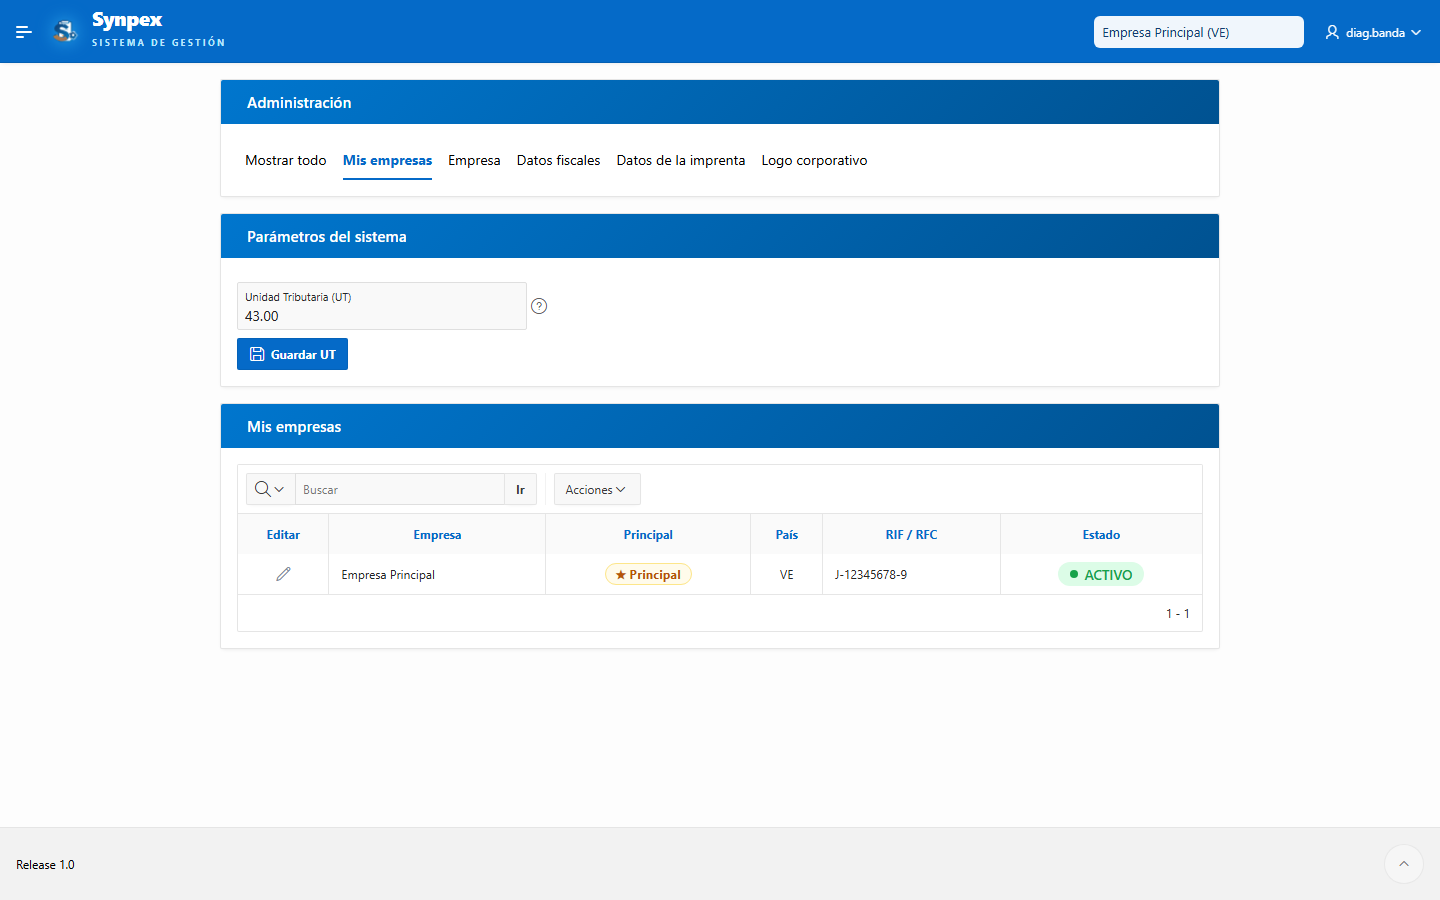 Synpex
SISTEMA DE GESTIÓN
Empresa Principal (VE)
diag.banda
Administración
Mostrar todo
Mis empresas
Empresa
Datos fiscales
Datos de la imprenta
Logo corporativo
Parámetros del sistema
Unidad Tributaria (UT)
43.00
?
Guardar UT
Mis empresas
Buscar
Ir
Acciones
Editar
Empresa
Principal
País
RIF / RFC
Estado
Empresa Principal
★ Principal
VE
J-12345678-9
ACTIVO
1 - 1
Release 1.0